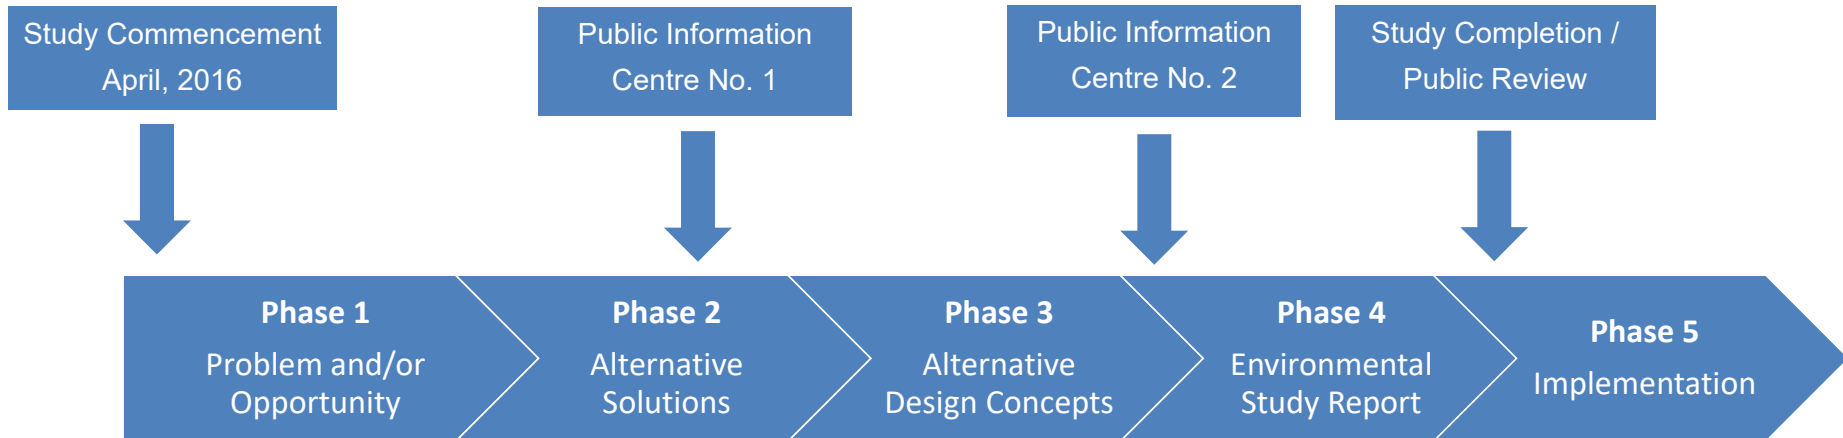 Study Commencement
April, 2016
Public Information
Centre No. 1
Public Information
Centre No. 2
Study Completion /
Public Review
Phase 1
Problem and/or
Opportunity
Phase 2
Alternative
Solutions
Phase 3
Alternative
Design Concepts
Phase 4
Environmental
Study Report
Phase 5
Implementation